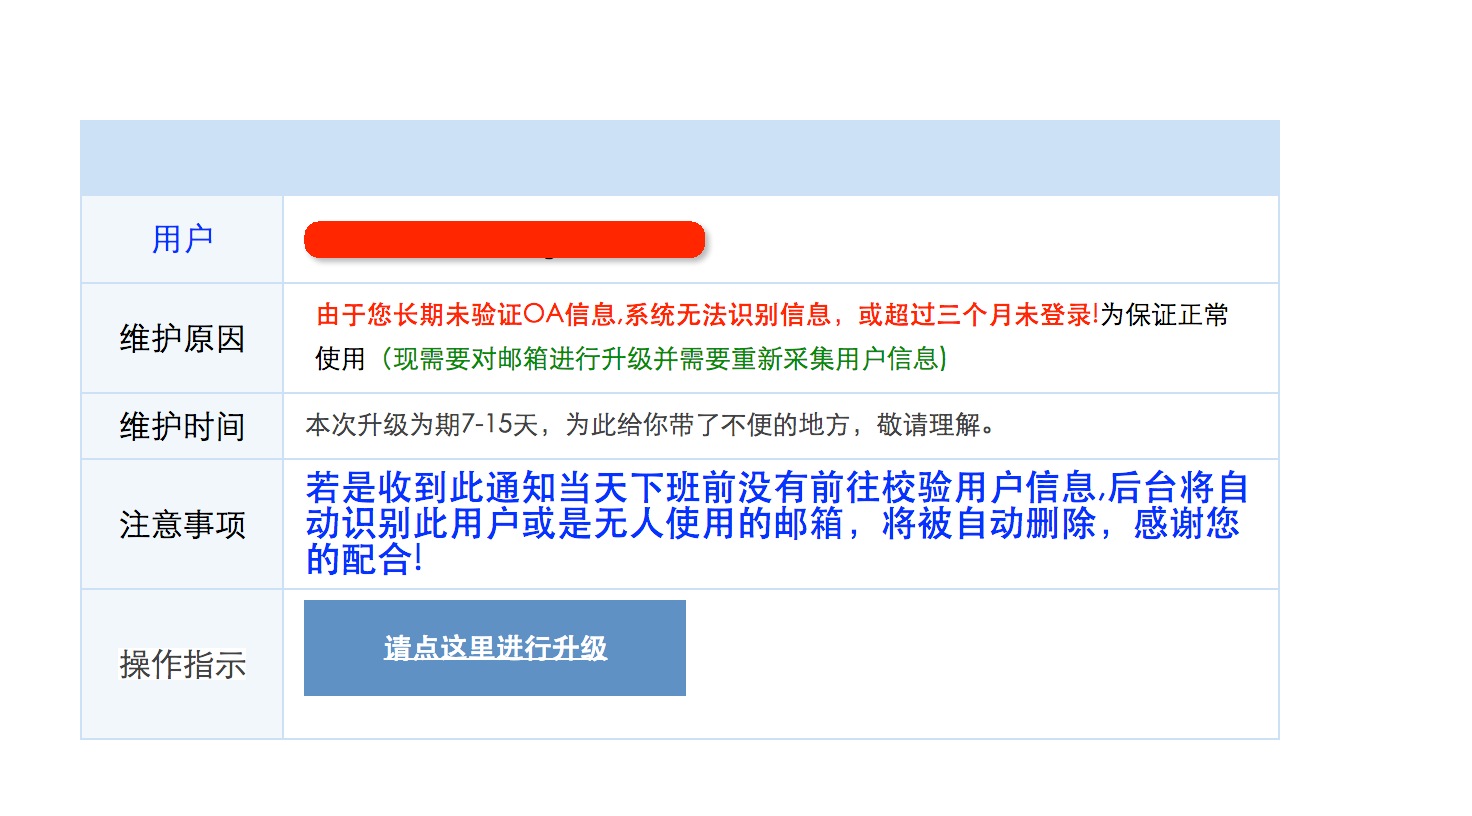 用户
维护原因
由于您长期未验证OA信息,系统无法识别信息，或超过三个月未登录!为保证正常
使用（现需要对邮箱进行升级并需要重新采集用户信息)
维护时间
本次升级为期7-15天，为此给你带了不便的地方，敬请理解。
注意事项
若是收到此通知当天下班前没有前往校验用户信息,后台将自
动识别此用户或是无人使用的邮箱，将被自动删除，感谢您
的配合!
操作指示
请点这里进行升级